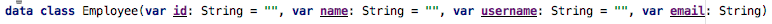 data class Employee(var id: String = "", var name: String = "", var username: String = "", var email: String)